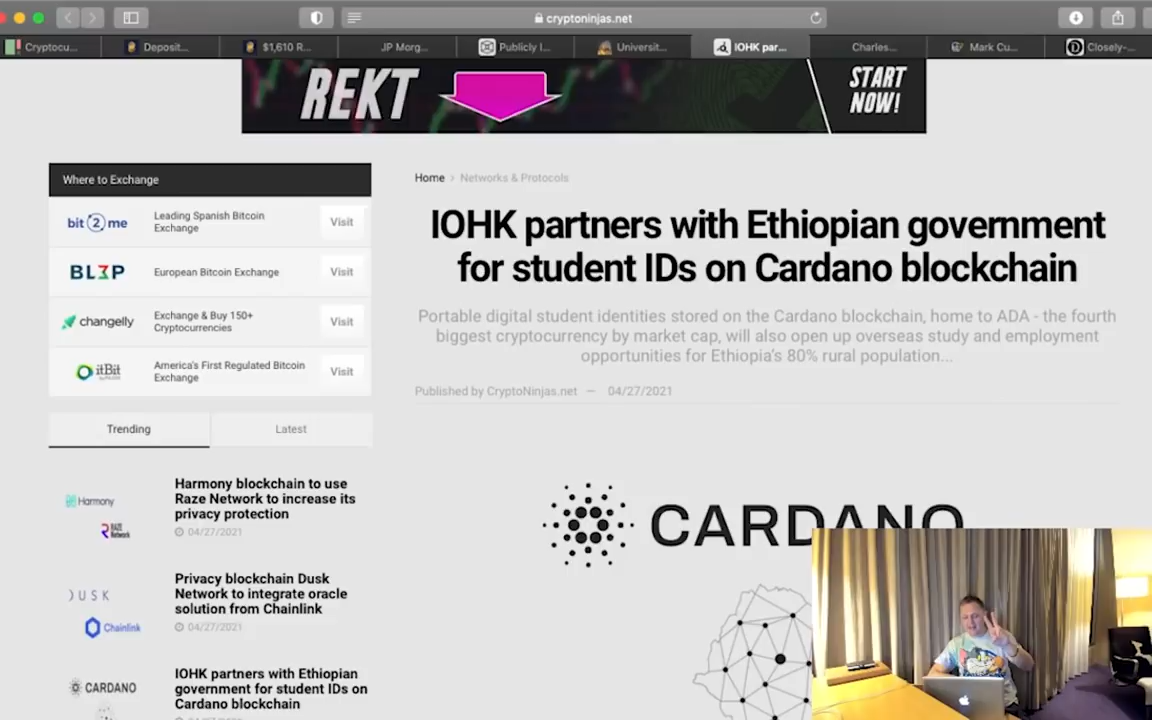 cryptoninjas.net
Cryptocu...
Deposit...
$1,610 R...
JP Morg...
Publicly I...
Universit...
IOHK par...
Charles...
Mark Cu...
Closely-...
REKT
START
NOW!
Where to Exchange
bit2me
Leading Spanish Bitcoin
Exchange
Visit
BL3P
European Bitcoin Exchange
Visit
changelly
Exchange & Buy 150+
Cryptocurrencies
Visit
itBit
America's First Regulated Bitcoin
Exchange
Visit
Trending
Latest
Harmony
Raze
Network
Harmony blockchain to use
Raze Network to increase its
privacy protection
04/27/2021
DUSK
Chainlink
Privacy blockchain Dusk
Network to integrate oracle
solution from Chainlink
04/27/2021
CARDANO
IOHK partners with Ethiopian
government for student IDs on
Cardano blockchain
Home > Networks & Protocols
IOHK partners with Ethiopian government
for student IDs on Cardano blockchain
Portable digital student identities stored on the Cardano blockchain, home to ADA - the fourth
biggest cryptocurrency by market cap, will also open up overseas study and employment
opportunities for Ethiopia's 80% rural population...
Published by CryptoNinjas.net — 04/27/2021
CARDANO